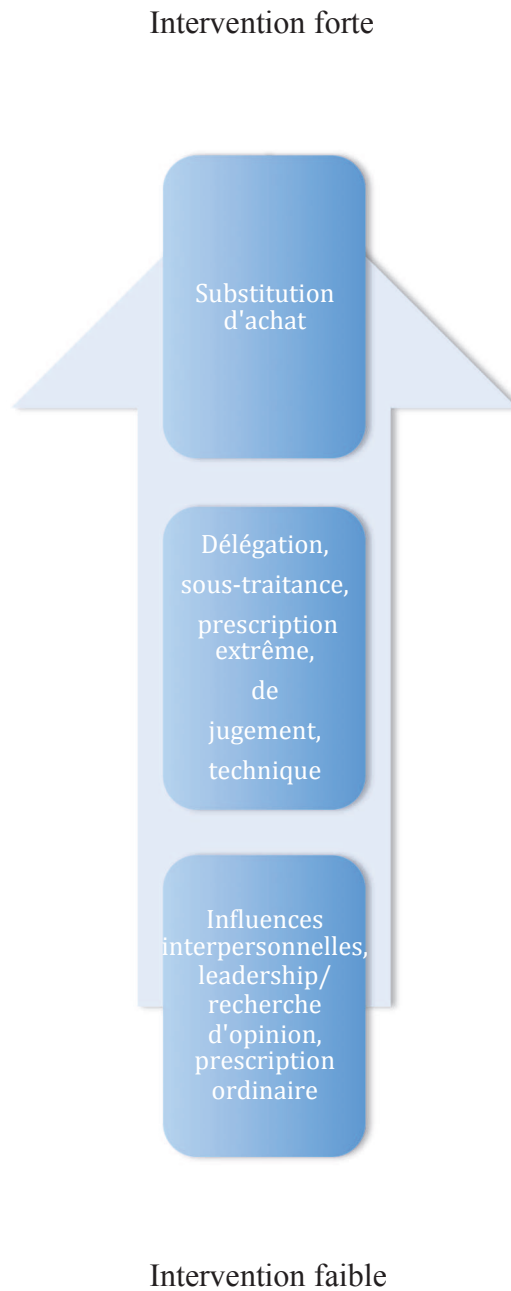 Intervention forte
Substitution
d'achat
Délégation,
sous-traitance,
prescription
extrême,
de
jugement,
technique
Influences
interpersonnelles,
leadership/
recherche
d'opinion,
prescription
ordinaire
Intervention faible